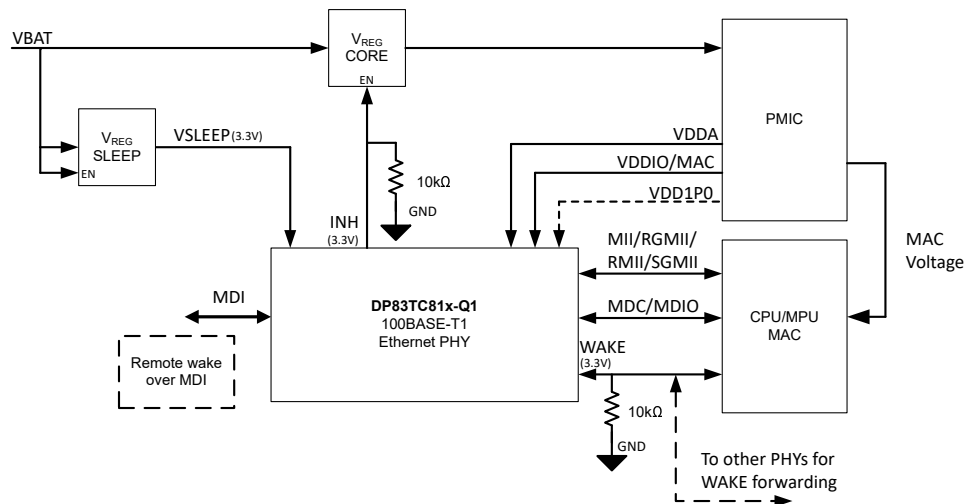 VBAT
VREG
CORE
EN
VREG
SLEEP
EN
VSLEEP(3.3V)
10kΩ
GND
INH
(3.3V)
PMIC
VDDA
VDDIO/MAC
VDD1P0
MAC
Voltage
MII/RGMII/
RMII/SGMII
MDI
DP83TC81x-Q1
100BASE-T1
Ethernet PHY
MDC/MDIO
CPU/MPU
MAC
WAKE
(3.3V)
Remote wake
over MDI
10kΩ
GND
To other PHYs for
WAKE forwarding